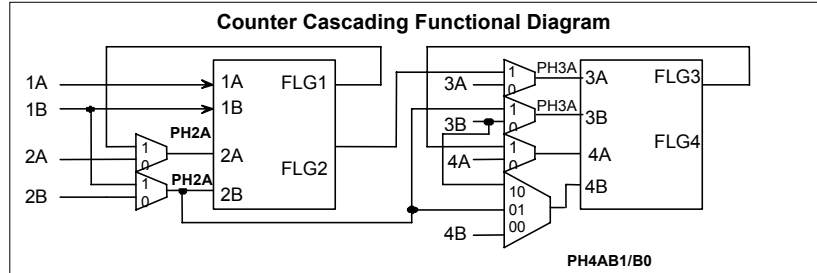 Counter Cascading Functional Diagram
1A
1B
2A
2B
1
0
PH2A
1
0
PH2A
1A
1B
2A
2B
FLG1
FLG2
3A
1
0
PH3A
3B
1
0
PH3A
4A
1
0
10
01
00
4B
3A
3B
4A
4B
FLG3
FLG4
PH4AB1/B0